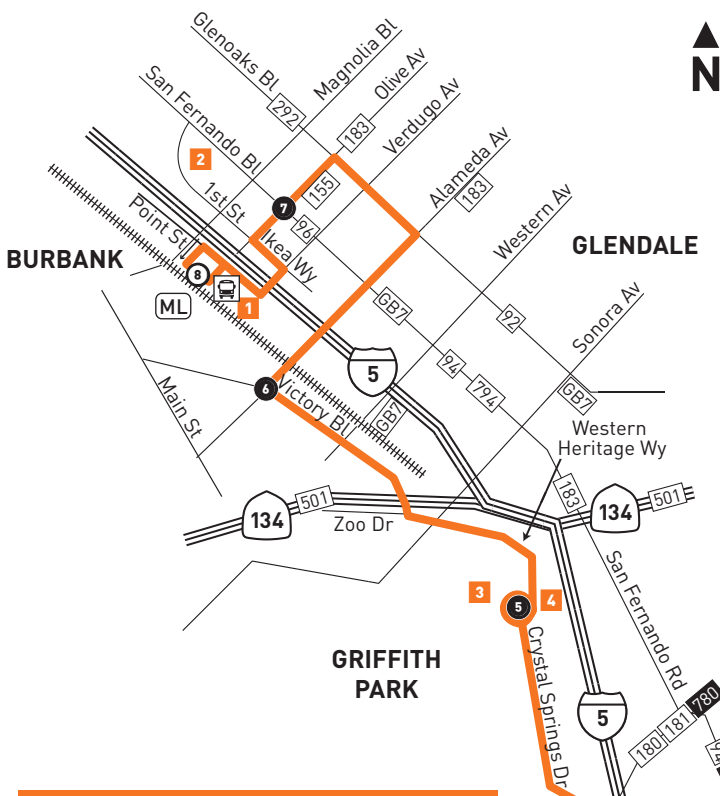 Glenoaks Bl
Magnolia Bl
Olive Av
Verdugo Av
San Fernando Bl
292
183
N
2
155
Alameda Av
183
1st St
7
96
Western Av
Point St
Ikea Wy
BURBANK
GLENDALE
8
ML
1
GB7
92
Sonora Av
5
94
794
6
Victory Bl
Main St
GB7
GB7
Western
Heritage Wy
183
501
134
Zoo Dr
134
501
3
5
4
San Fernando Rd
GRIFFITH
PARK
Crystal Springs Dr
5
780
181
180
94